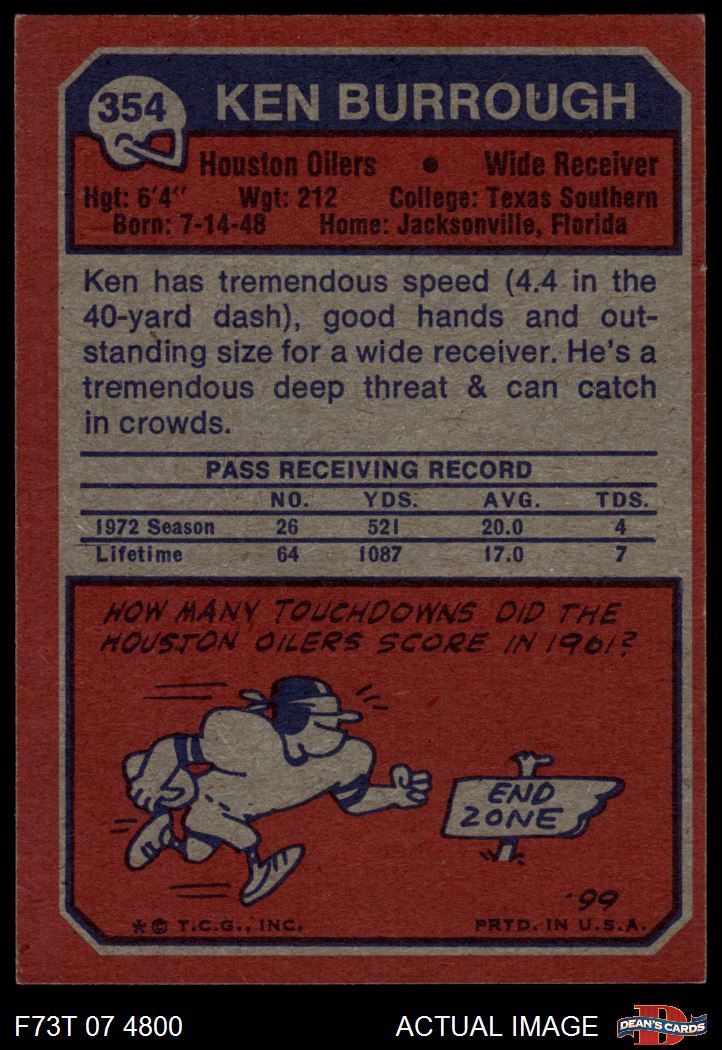 354
KEN BURROUGH
Houston Oilers • Wide Receiver
Hgt: 6'4" Wgt: 212 College: Texas Southern
Born: 7-14-48 Home: Jacksonville, Florida
Ken has tremendous speed (4.4 in the
40-yard dash), good hands and out-
standing size for a wide receiver. He's a
tremendous deep threat & can catch
in crowds.
PASS RECEIVING RECORD
NO. YDS. AVG. TDS.
1972 Season 26 521 20.0 4
Lifetime 64 1087 17.0 7
HOW MANY TOUCHDOWNS DID THE
HOUSTON OILERS SCORE IN 1961?
END
ZONE
·99
* © T.C.G., INC. PRTD. IN U.S.A.
F73T 07 4800 ACTUAL IMAGE
D
DEAN'S CARDS